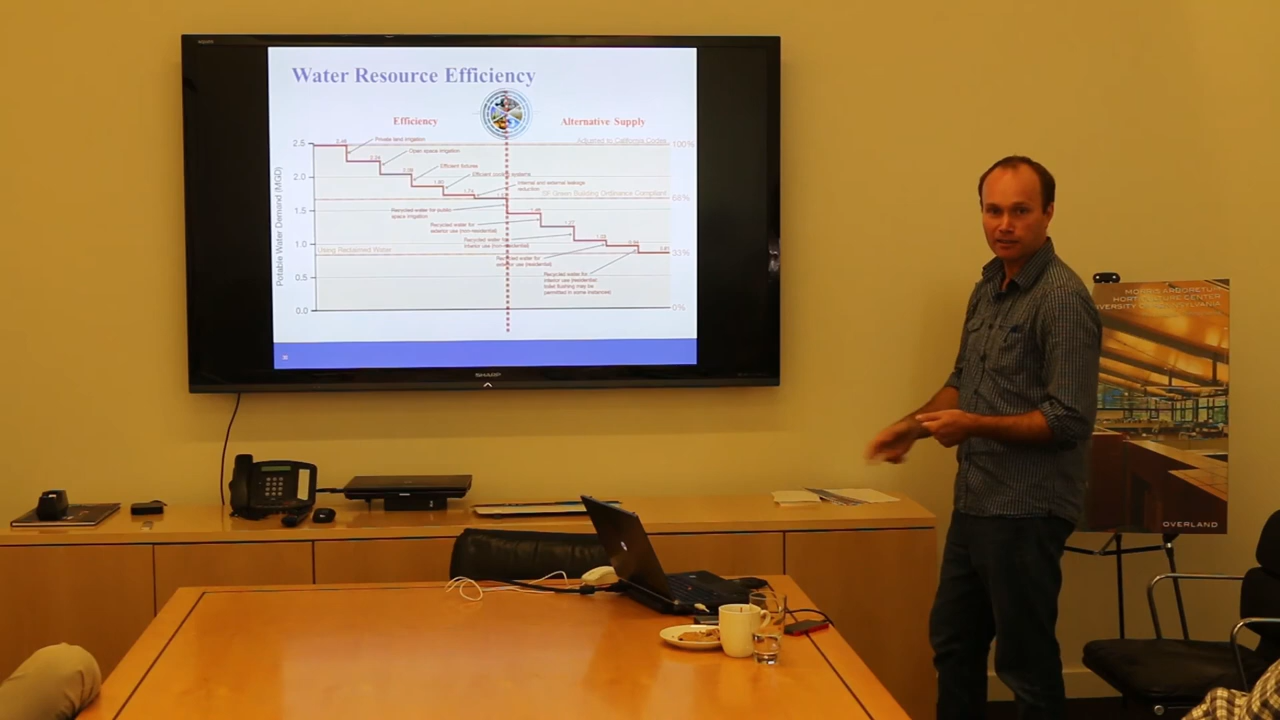 Water Resource Efficiency
Efficiency
Alternative Supply
Potable Water Demand (MGD)
2.5
2.0
1.5
1.0
0.5
0.0
Private land irrigation
Open space irrigation
Efficient fixtures
Efficient cooling systems
Internal and external leakage
reduction
Adjusted to California Codes
100%
SF Green Building Ordinance Compliant
68%
Recycled water for public
space irrigation
Recycled water for
exterior use (non-residential)
Recycled water for
interior use (non-residential)
Using Reclaimed Water
33%
Recycled water for
exterior use (residential)
Recycled water for
interior use (residential
toilet flushing may be
permitted in some instances)
0%
SHARP
MORRIS ARBORETUM
HORTICULTURE CENTER
OVERLAND